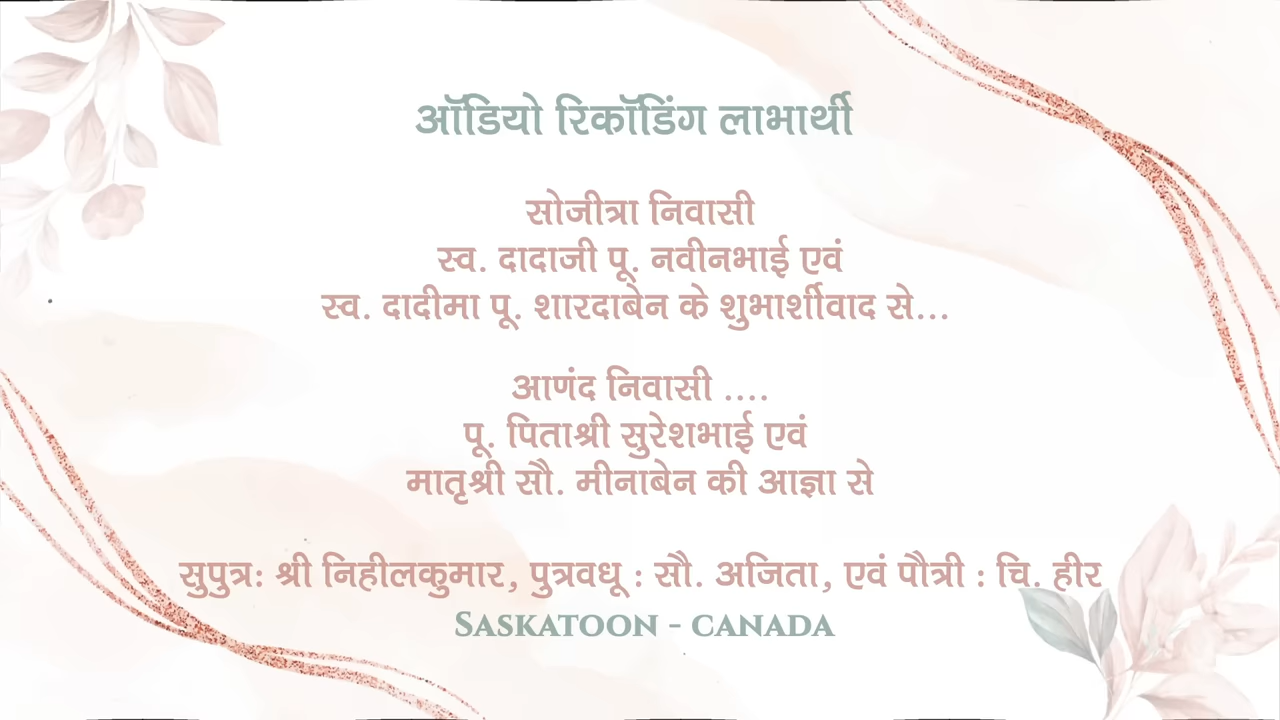 ऑडियो रिकॉडिंग लाभार्थी
सोजीत्रा निवासी
स्व. दादाजी पू. नवीनभाई एवं
स्व. दादीमा पू. शारदाबेन के शुभार्शीवाद से...
आणंद निवासी ....
पू. पिताश्री सुरेशभाई एवं
मातृश्री सौ. मीनाबेन की आज्ञा से
सुपुत्र: श्री निहीलकुमार, पुत्रवधू : सौ. अजिता, एवं पौत्री : चि. हीर
SASKATOON - CANADA